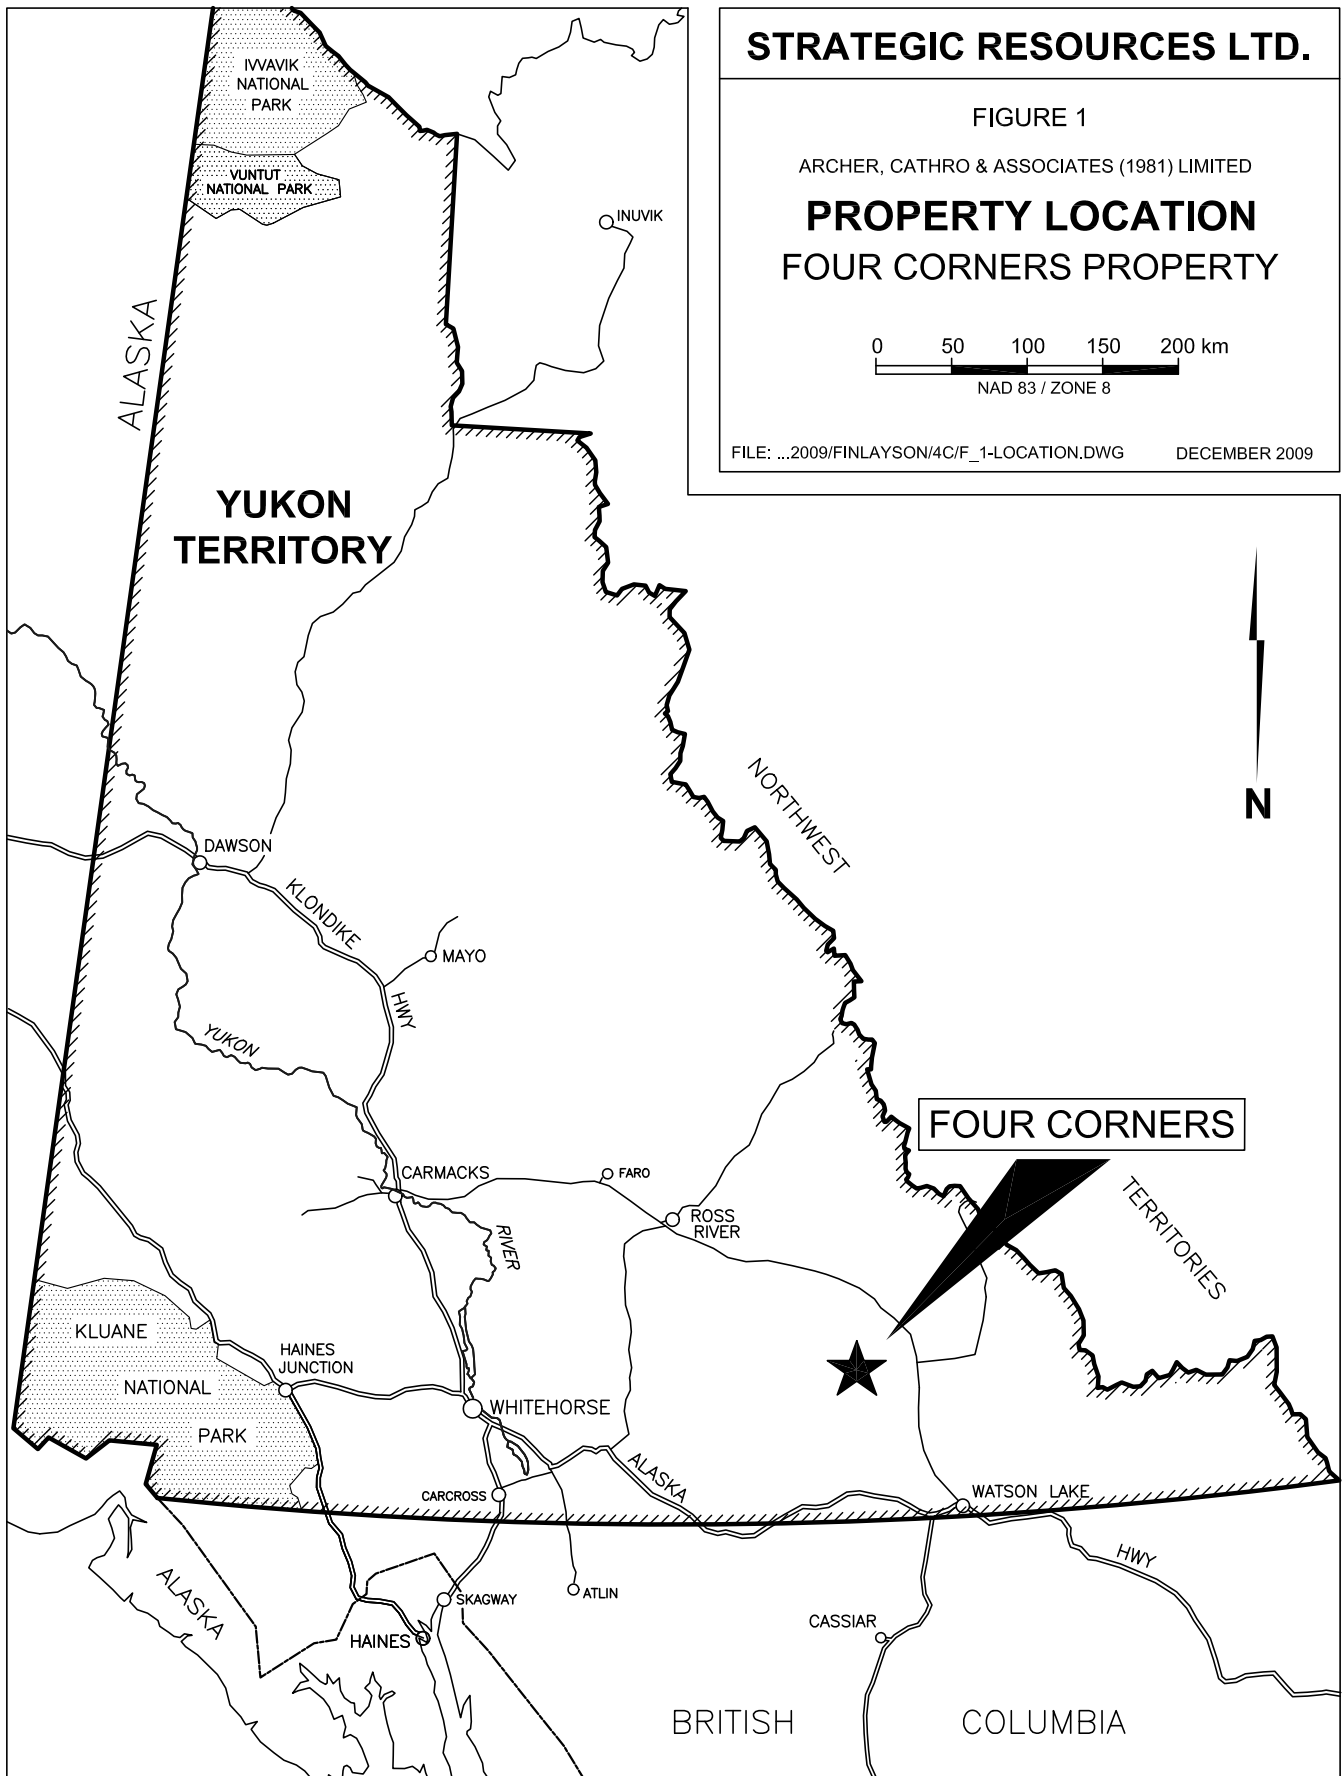 STRATEGIC RESOURCES LTD.
FIGURE 1
ARCHER, CATHRO & ASSOCIATES (1981) LIMITED
PROPERTY LOCATION
FOUR CORNERS PROPERTY
0 50 100 150 200 km
NAD 83 / ZONE 8
FILE: ...2009/FINLAYSON/4C/F_1-LOCATION.DWG DECEMBER 2009
IVVAVIK
NATIONAL
PARK
VUNTUT
NATIONAL PARK
INUVIK
ALASKA
YUKON
TERRITORY
N
NORTHWEST
TERRITORIES
DAWSON
KLONDIKE
HWY
MAYO
YUKON
RIVER
FOUR CORNERS
CARMACKS
FARO
ROSS
RIVER
KLUANE
NATIONAL
PARK
HAINES
JUNCTION
WHITEHORSE
CARCROSS
ALASKA
HWY
WATSON LAKE
ALASKA
SKAGWAY
HAINES
ATLIN
CASSIAR
BRITISH COLUMBIA